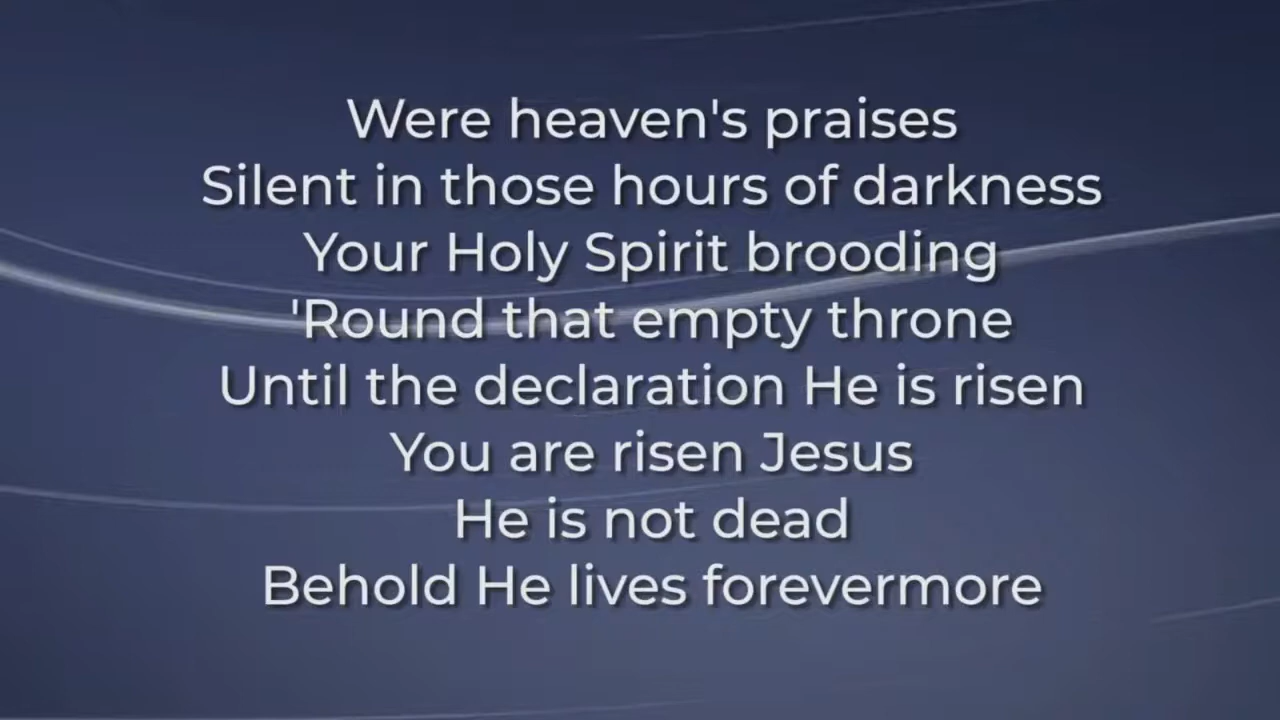 Were heaven's praises
Silent in those hours of darkness
Your Holy Spirit brooding
'Round that empty throne
Until the declaration He is risen
You are risen Jesus
He is not dead
Behold He lives forevermore